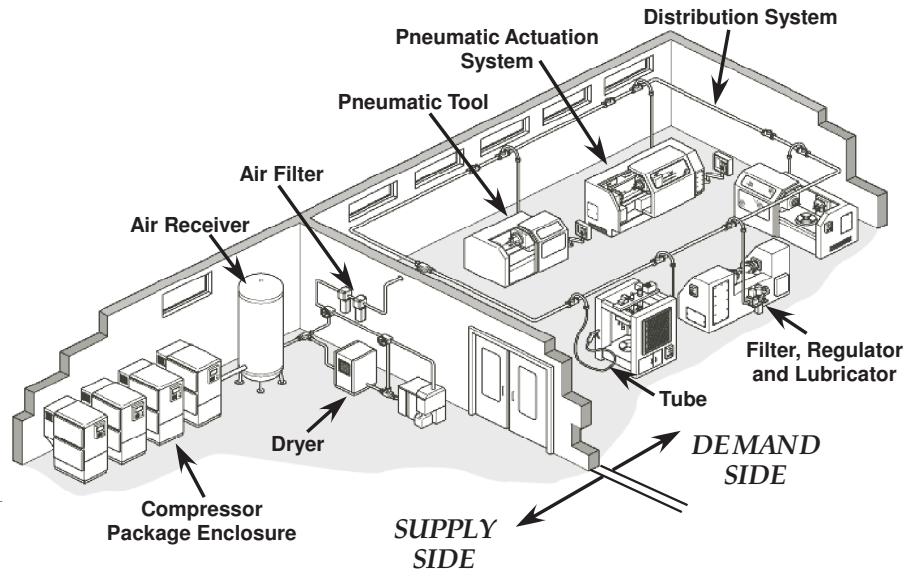 Distribution System
Pneumatic Actuation
System
Pneumatic Tool
Air Filter
Air Receiver
Filter, Regulator
and Lubricator
Tube
Dryer
DEMAND
SIDE
Compressor
Package Enclosure
SUPPLY
SIDE